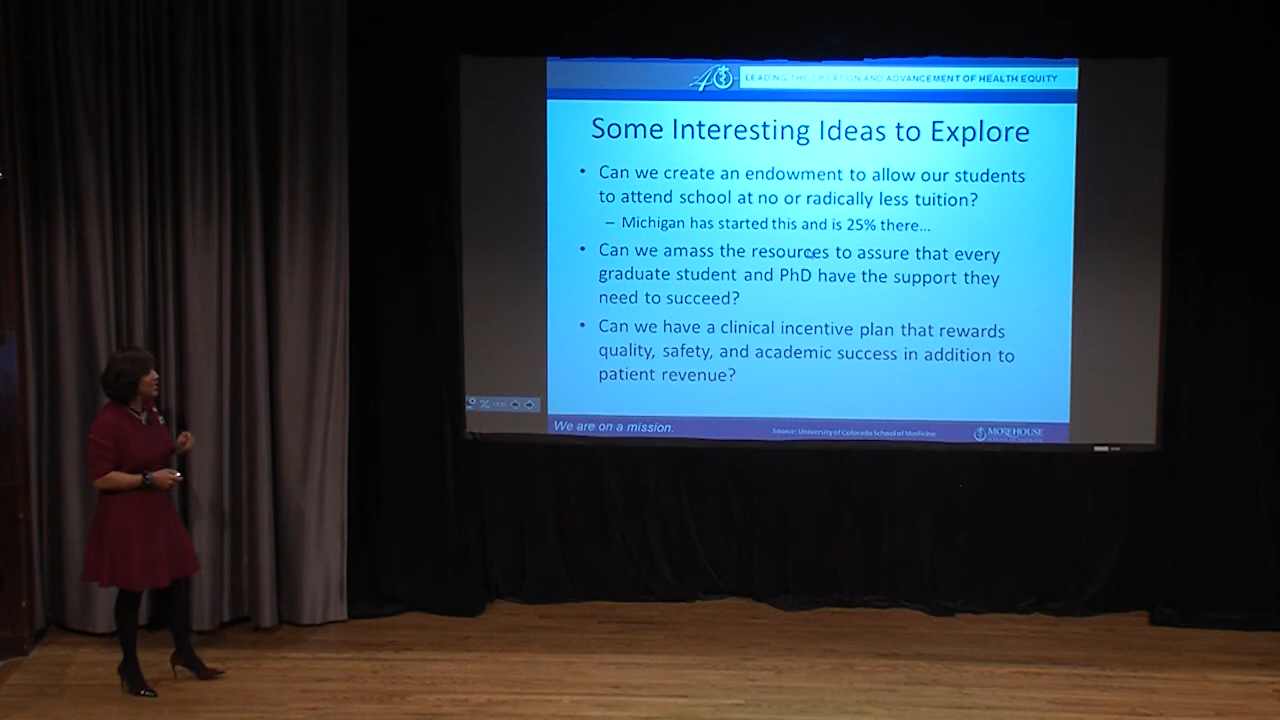 40
LEADING THE CREATION AND ADVANCEMENT OF HEALTH EQUITY
Some Interesting Ideas to Explore
• Can we create an endowment to allow our students
to attend school at no or radically less tuition?
– Michigan has started this and is 25% there...
• Can we amass the resources to assure that every
graduate student and PhD have the support they
need to succeed?
• Can we have a clinical incentive plan that rewards
quality, safety, and academic success in addition to
patient revenue?
We are on a mission.
Source: University of Colorado School of Medicine
MOREHOUSE
SCHOOL OF MEDICINE